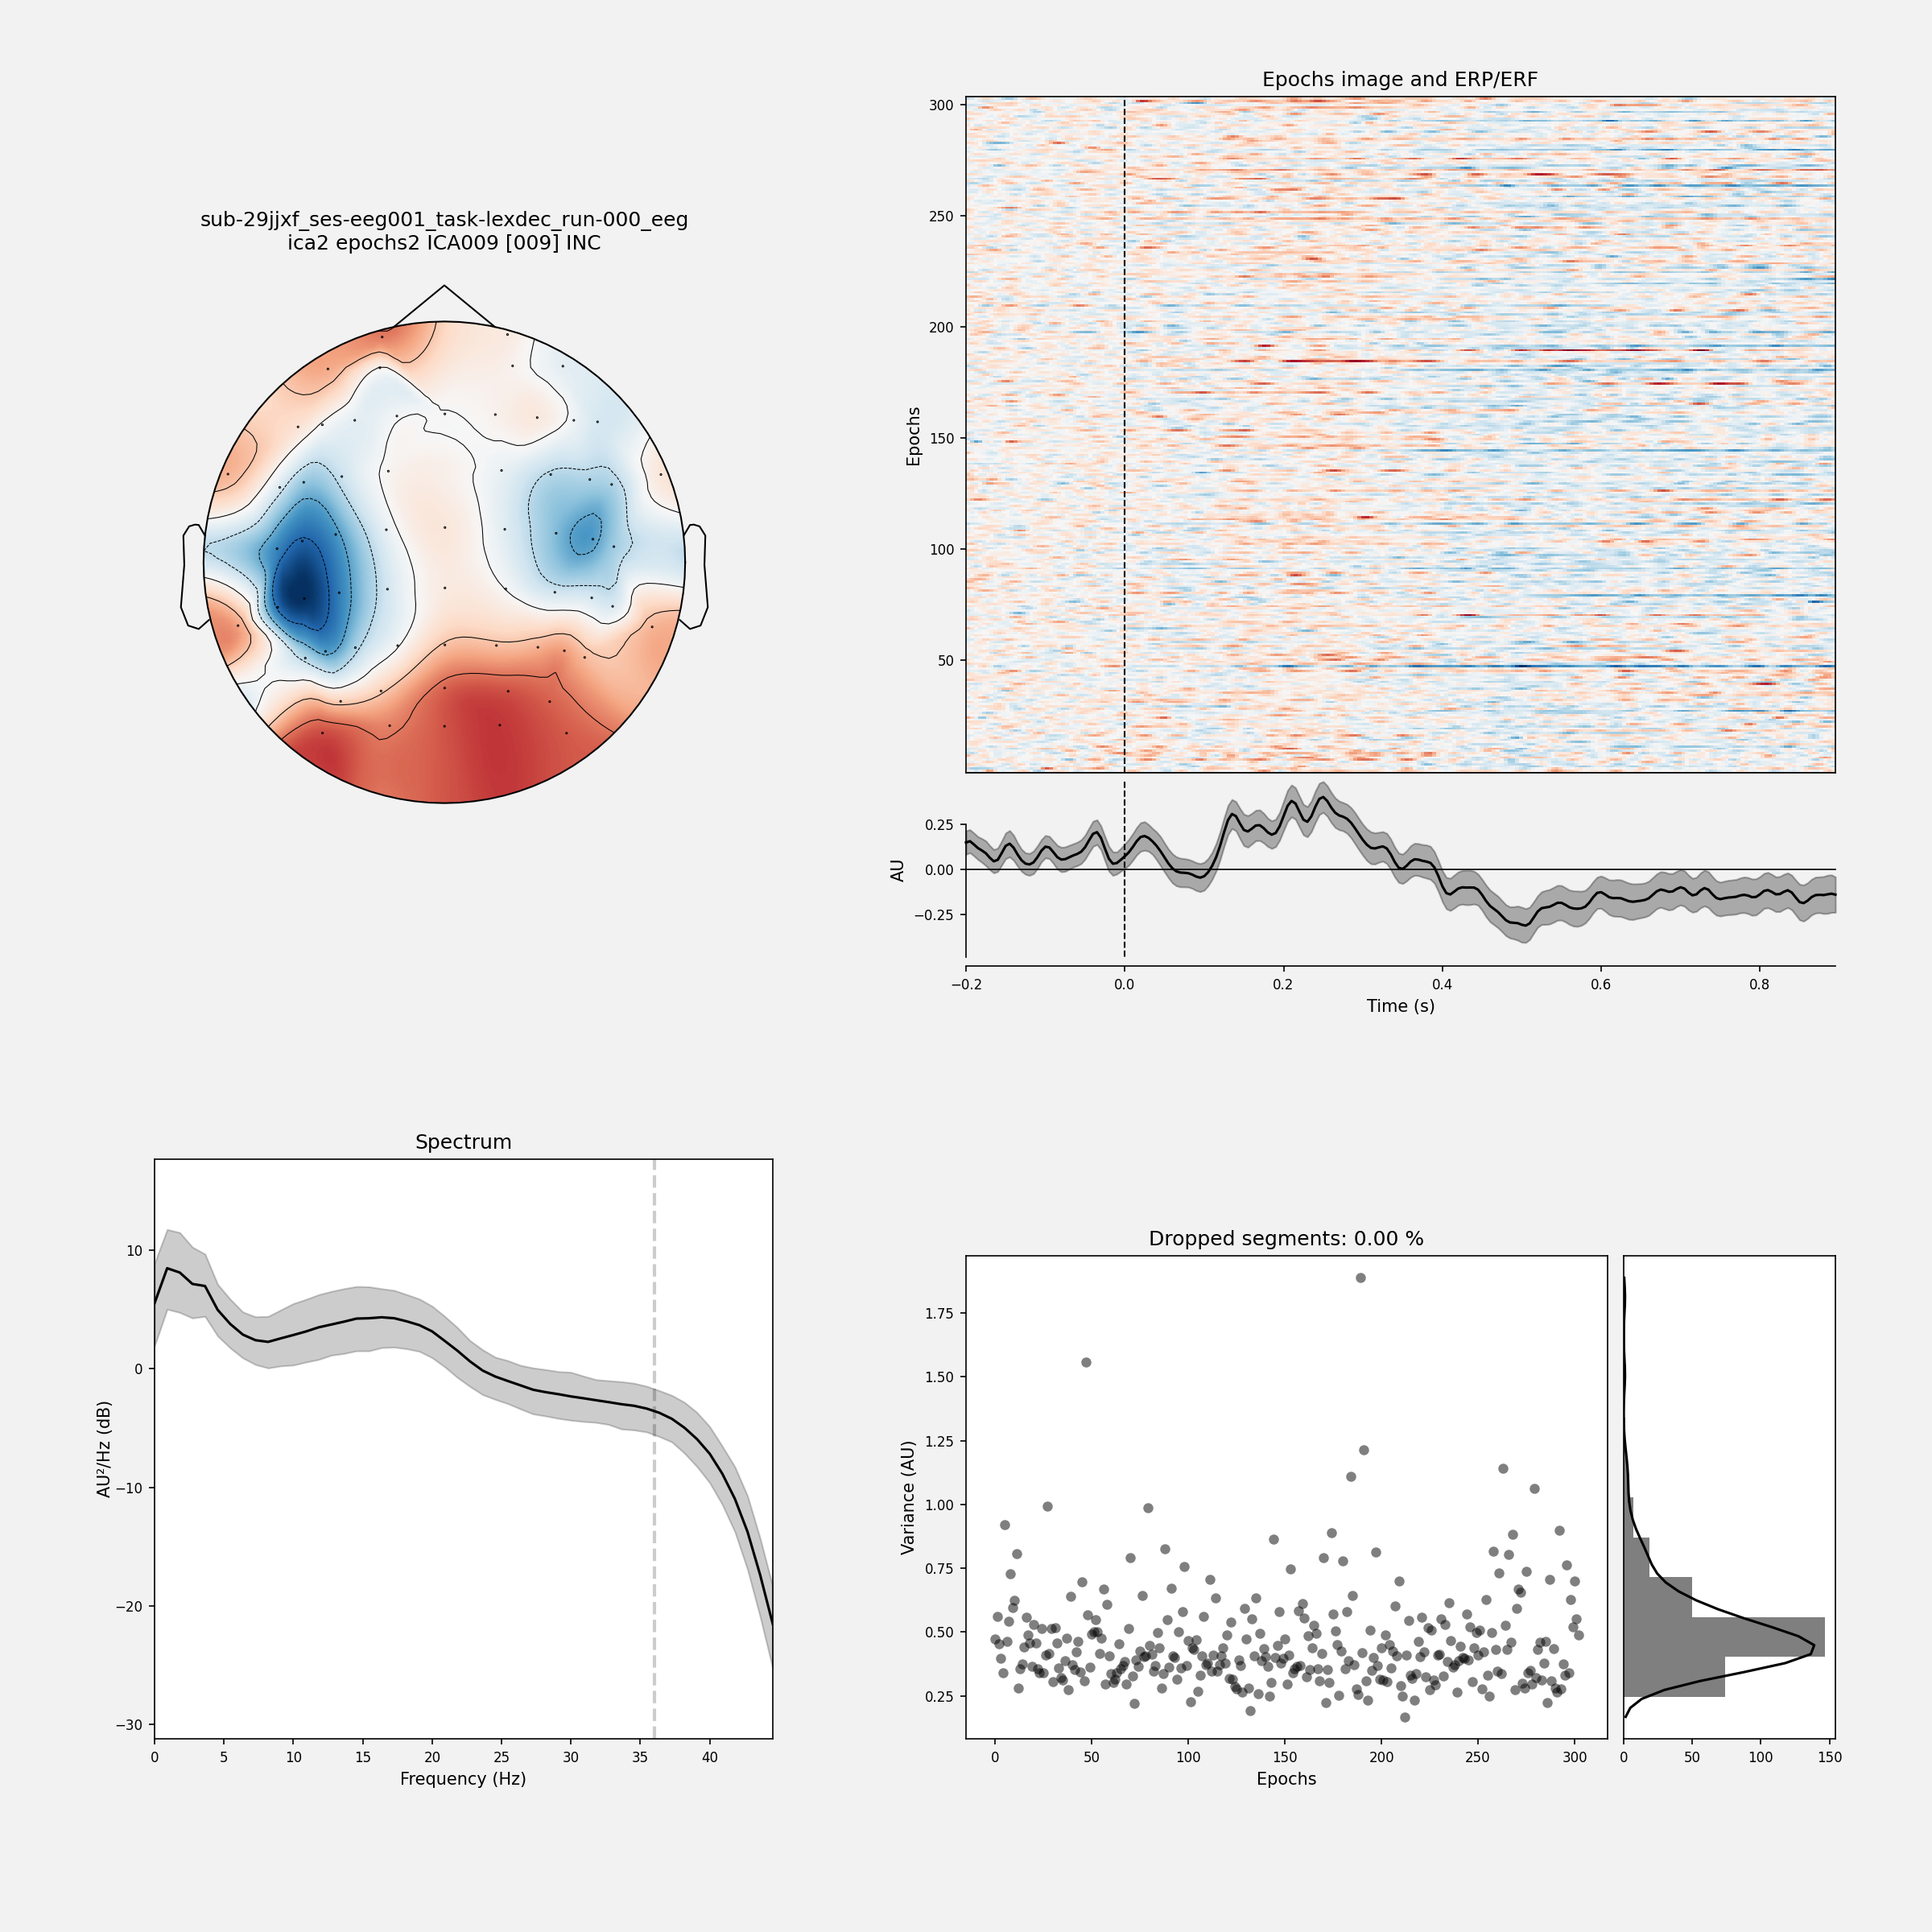 sub-29jjxf_ses-eeg001_task-lexdec_run-000_eeg
ica2 epochs2 ICA009 [009] INC
Epochs image and ERP/ERF
300
250
200
150
100
50
Epochs
0.25
0.00
−0.25
AU
−0.2 0.0 0.2 0.4 0.6 0.8
Time (s)
Spectrum
10
0
−10
−20
−30
AU²/Hz (dB)
0 5 10 15 20 25 30 35 40
Frequency (Hz)
Dropped segments: 0.00 %
1.75
1.50
1.25
1.00
0.75
0.50
0.25
Variance (AU)
0 50 100 150 200 250 300
Epochs
0 50 100 150